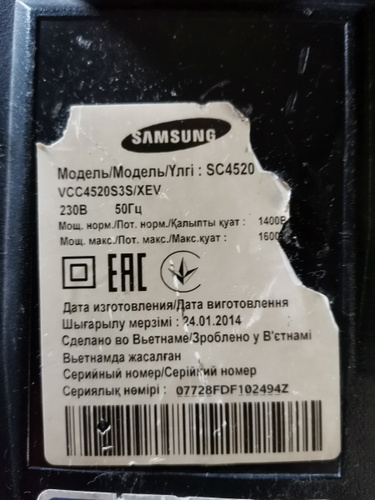 SAMSUNG
Модель/Модель/Үлгі : SC4520
VCC4520S3S/XEV
230В 50Гц
Мощ. норм./Пот. норм./Қалыпты қуат : 1400В
Мощ. макс./Пот. макс./Макс.қуат : 1600
EAC
Дата изготовления/Дата виготовлення
Шығарылу мерзімі : 24.01.2014
Сделано во Вьетнаме/Зроблено у В'єтнамі
Вьетнамда жасалған
Серийный номер/Серійний номер
Сериялық нөмірі : 07728FDF102494Z